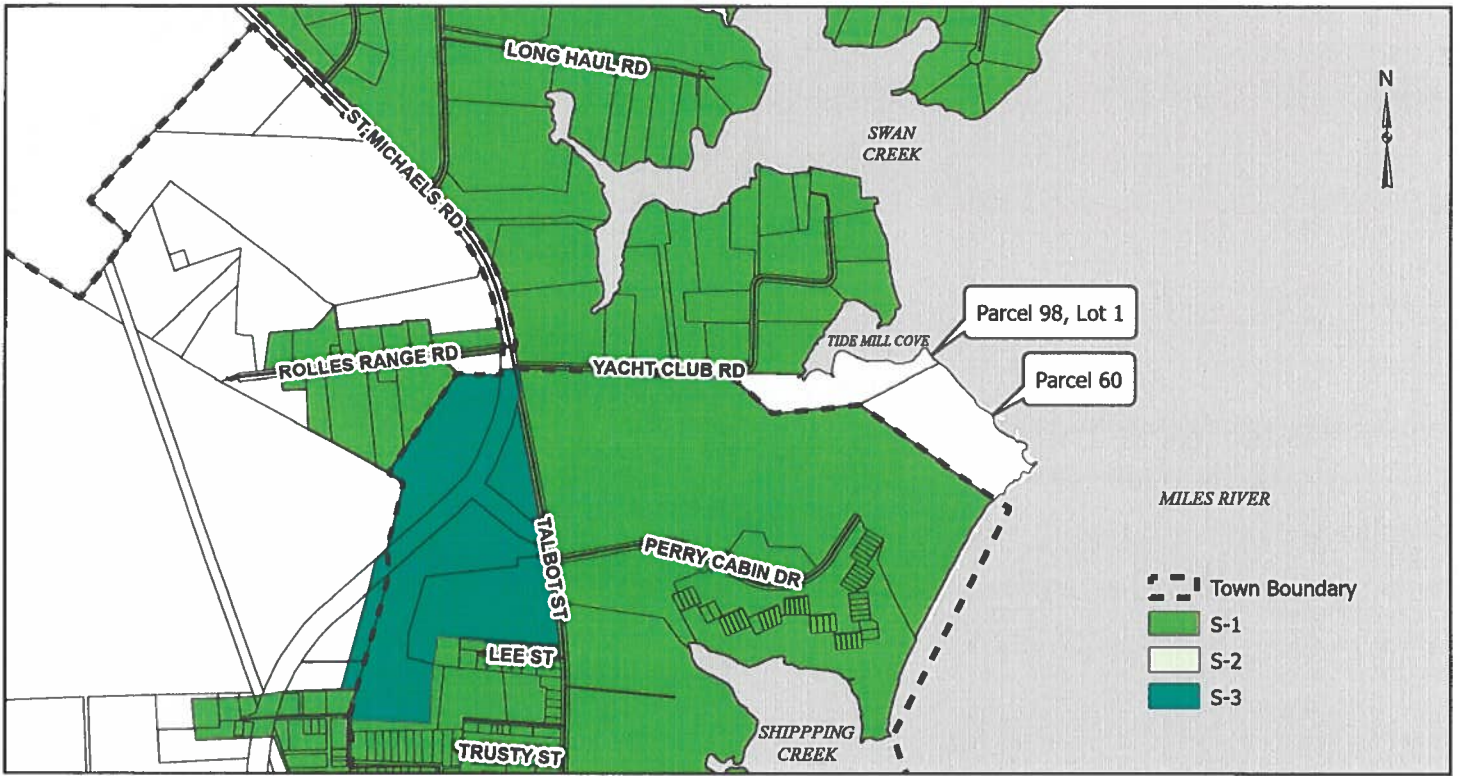 LONG HAUL RD
N
ST. MICHAELS RD
SWAN
CREEK
Parcel 98, Lot 1
TIDE MILL COVE
ROLLES RANGE RD
YACHT CLUB RD
Parcel 60
MILES RIVER
TALBOT ST
PERRY CABIN DR
Town Boundary
S-1
LEE ST
S-2
S-3
SHIPPPING
CREEK
TRUSTY ST